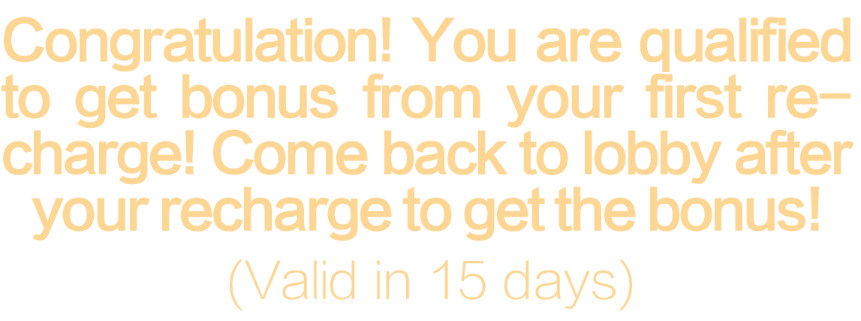 Congratulation! You are qualified
to get bonus from your first re-
charge! Come back to lobby after
your recharge to get the bonus!
(Valid in 15 days)